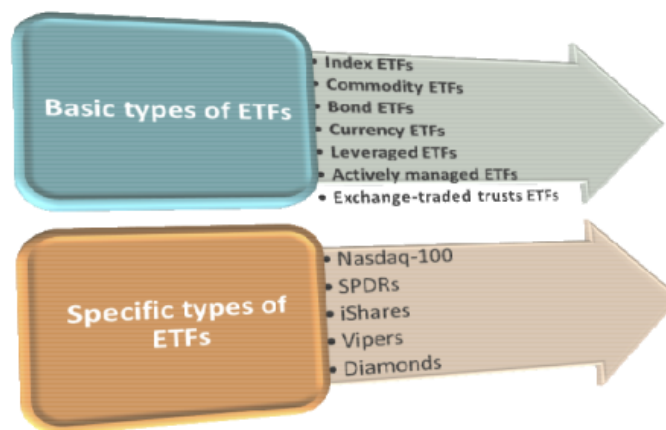 Basic types of ETFs
• Index ETFs
• Commodity ETFs
• Bond ETFs
• Currency ETFs
• Leveraged ETFs
• Actively managed ETFs
• Exchange-traded trusts ETFs
Specific types of
ETFs
• Nasdaq-100
• SPDRs
• iShares
• Vipers
• Diamonds